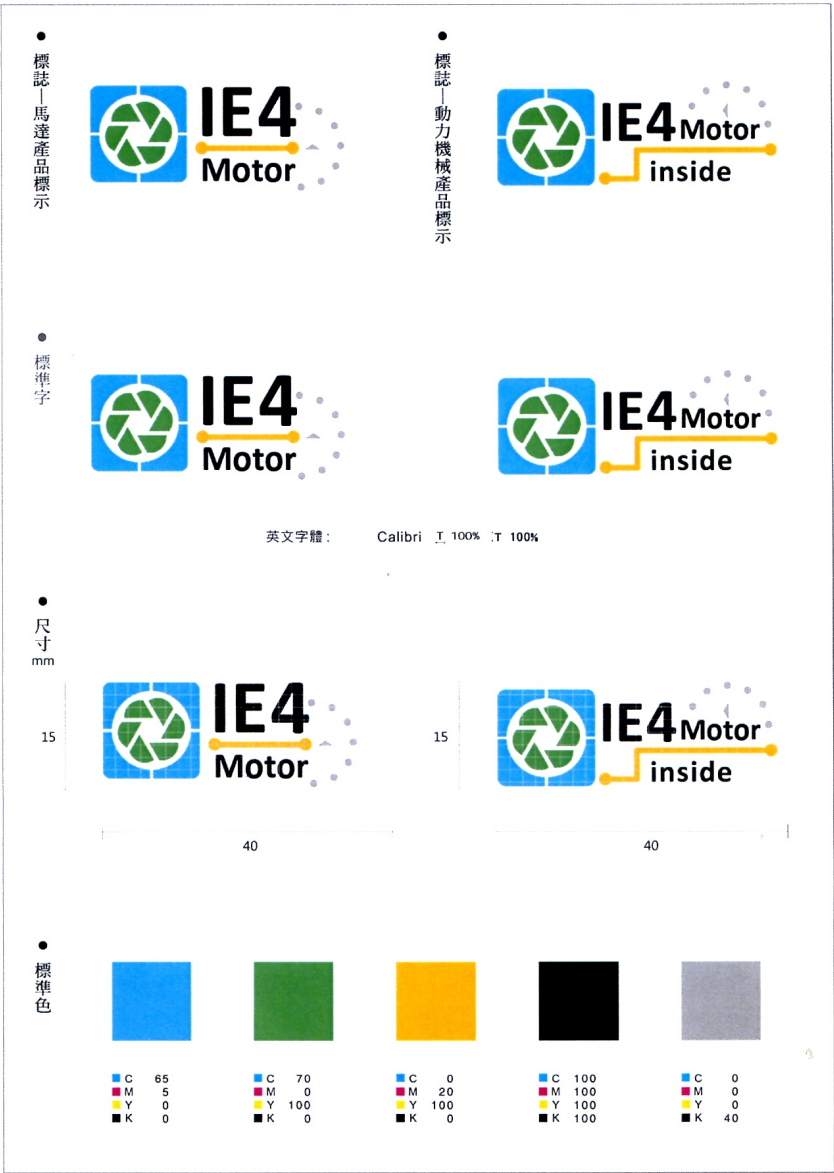 ● 標誌—馬達產品標示
IE4
Motor
● 標誌—動力機械產品標示
IE4 Motor
inside
● 標準字
IE4
Motor
IE4 Motor
inside
英文字體： Calibri T 100% T 100%
● 尺寸
mm
15
IE4
Motor
40
15
IE4 Motor
inside
40
● 標準色
C 65
M 5
Y 0
K 0
C 70
M 0
Y 100
K 0
C 0
M 20
Y 100
K 0
C 100
M 100
Y 100
K 100
C 0
M 0
Y 0
K 40